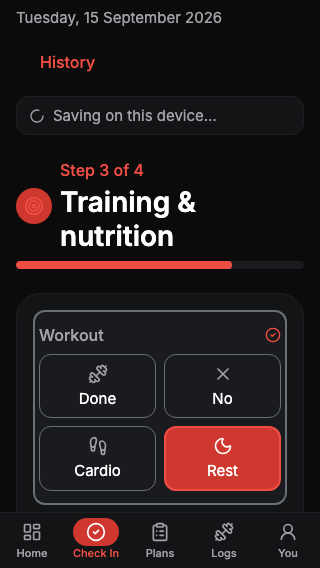 Tuesday, 15 September 2026
History
Saving on this device...
Step 3 of 4
Training &
nutrition
Workout
Done
No
Cardio
Rest
Home
Check In
Plans
Logs
You